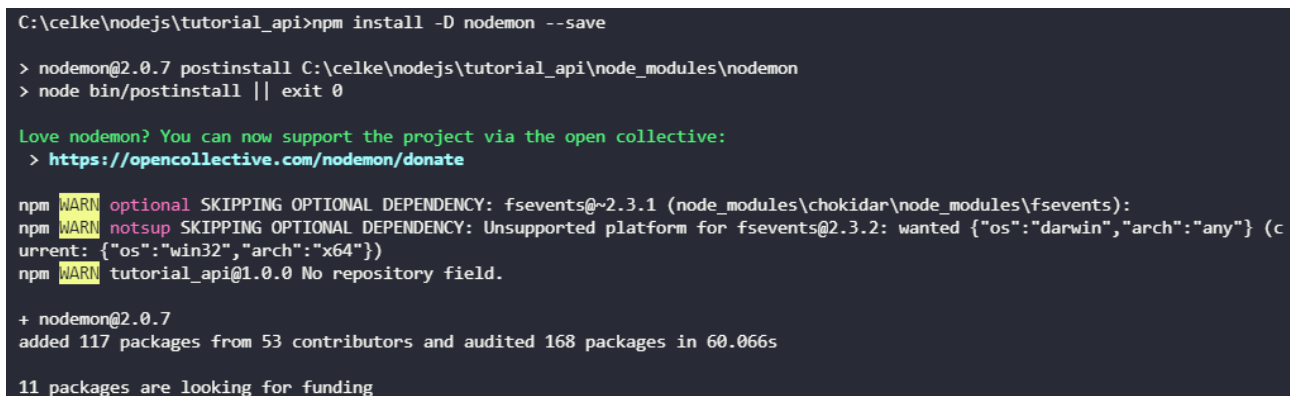 C:\celke\nodejs\tutorial_api>npm install -D nodemon --save
> nodemon@2.0.7 postinstall C:\celke\nodejs\tutorial_api\node_modules\nodemon
> node bin/postinstall || exit 0
Love nodemon? You can now support the project via the open collective:
> https://opencollective.com/nodemon/donate
npm WARN optional SKIPPING OPTIONAL DEPENDENCY: fsevents@~2.3.1 (node_modules\chokidar\node_modules\fsevents):
npm WARN notsup SKIPPING OPTIONAL DEPENDENCY: Unsupported platform for fsevents@2.3.2: wanted {"os":"darwin","arch":"any"} (c
urrent: {"os":"win32","arch":"x64"})
npm WARN tutorial_api@1.0.0 No repository field.
+ nodemon@2.0.7
added 117 packages from 53 contributors and audited 168 packages in 60.066s
11 packages are looking for funding